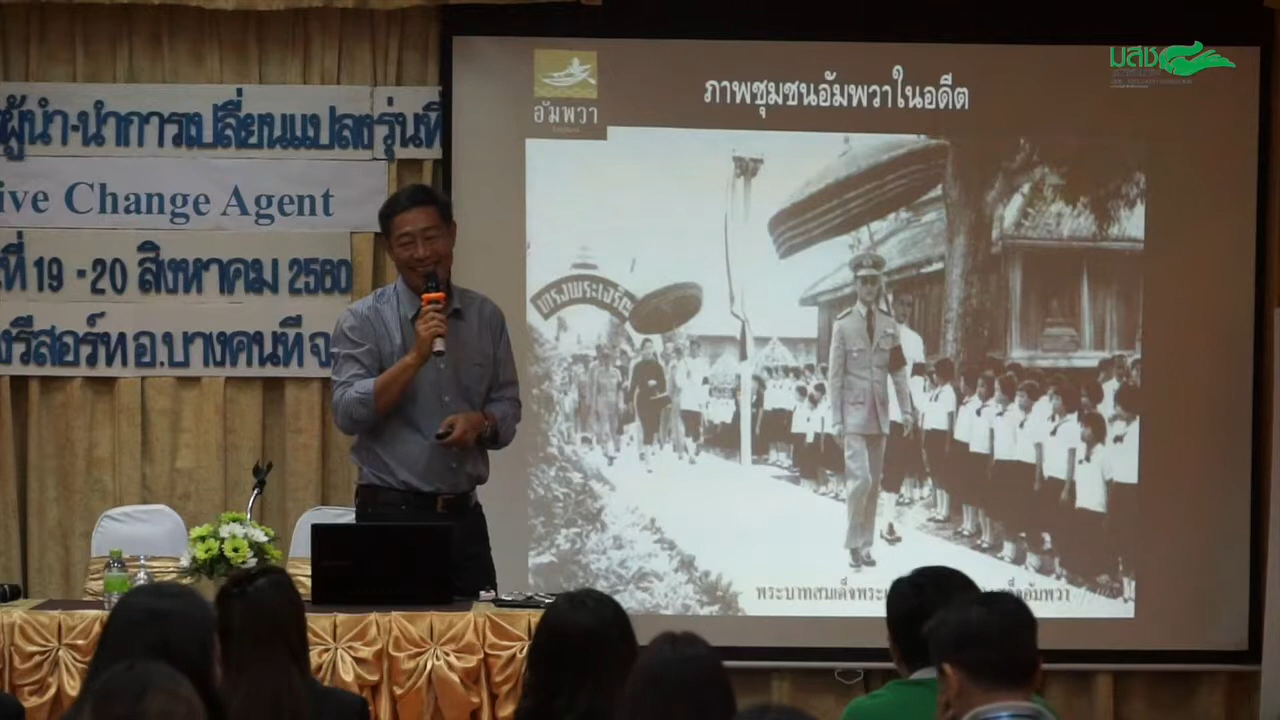 ผู้นำ-นำการเปลี่ยนแปลงรุ่นที่
ive Change Agent
ที่ 19 - 20 สิงหาคม 2560
งรีสอร์ท อ.บางคนที จ.
อัมพวา
ภาพชุมชนอัมพวาในอดีต
มสช
ทรงพระเจริญ
พระบาทสมเด็จพระ
อัมพวา